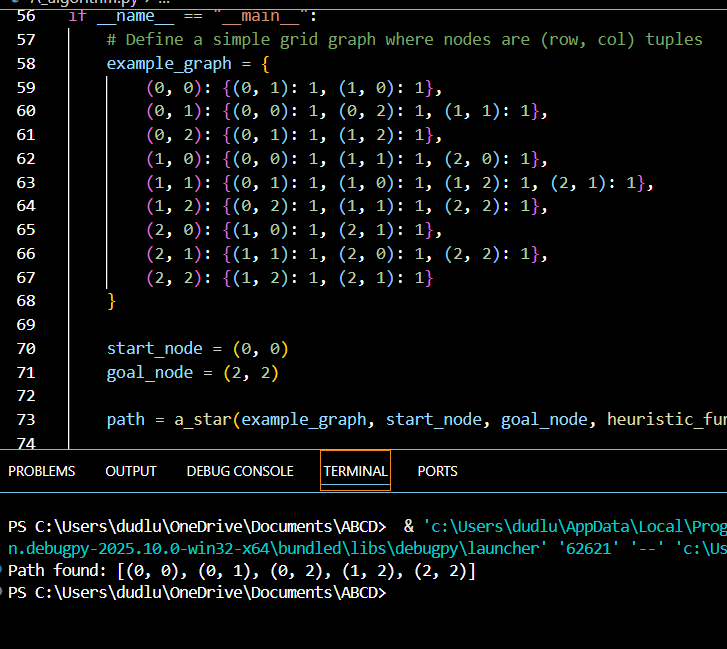 A_algorithm.py > ...
56 if __name__ == "__main__":
57 # Define a simple grid graph where nodes are (row, col) tuples
58 example_graph = {
59 (0, 0): {(0, 1): 1, (1, 0): 1},
60 (0, 1): {(0, 0): 1, (0, 2): 1, (1, 1): 1},
61 (0, 2): {(0, 1): 1, (1, 2): 1},
62 (1, 0): {(0, 0): 1, (1, 1): 1, (2, 0): 1},
63 (1, 1): {(0, 1): 1, (1, 0): 1, (1, 2): 1, (2, 1): 1},
64 (1, 2): {(0, 2): 1, (1, 1): 1, (2, 2): 1},
65 (2, 0): {(1, 0): 1, (2, 1): 1},
66 (2, 1): {(1, 1): 1, (2, 0): 1, (2, 2): 1},
67 (2, 2): {(1, 2): 1, (2, 1): 1}
68 }
69
70 start_node = (0, 0)
71 goal_node = (2, 2)
72
73 path = a_star(example_graph, start_node, goal_node, heuristic_fun
74
PROBLEMS OUTPUT DEBUG CONSOLE TERMINAL PORTS
PS C:\Users\dudlu\OneDrive\Documents\ABCD> & 'c:\Users\dudlu\AppData\Local\Prog
n.debugpy-2025.10.0-win32-x64\bundled\libs\debugpy\launcher' '62621' '--' 'c:\Us
Path found: [(0, 0), (0, 1), (0, 2), (1, 2), (2, 2)]
PS C:\Users\dudlu\OneDrive\Documents\ABCD>